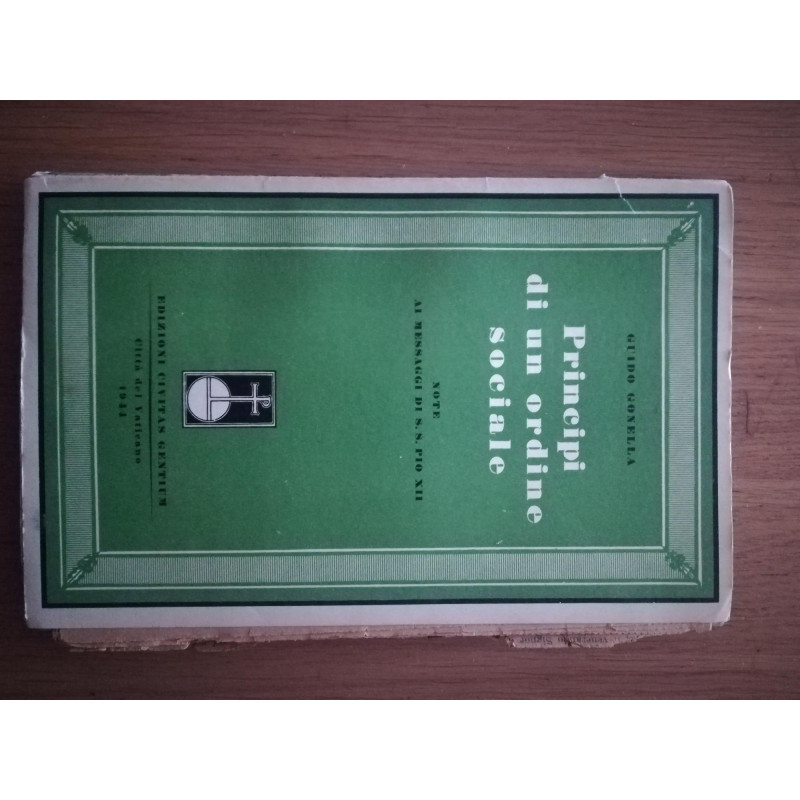 GUIDO GONELLA
Principi
di un ordine
sociale
NOTE
AI MESSAGGI DI S. S. PIO XII
EDIZIONI CIVITAS GENTIUM
Città del Vaticano
1944